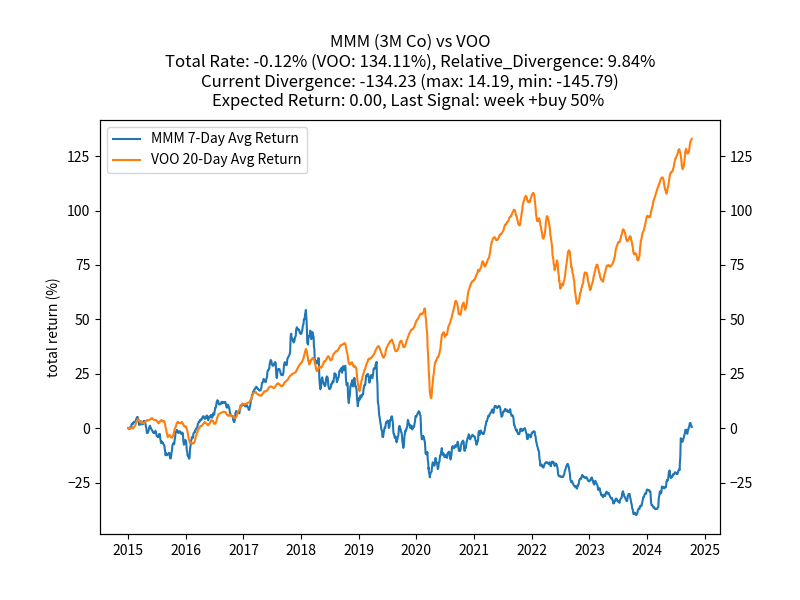 MMM (3M Co) vs VOO
Total Rate: -0.12% (VOO: 134.11%), Relative_Divergence: 9.84%
Current Divergence: -134.23 (max: 14.19, min: -145.79)
Expected Return: 0.00, Last Signal: week +buy 50%
MMM 7-Day Avg Return
VOO 20-Day Avg Return
total return (%)
125
100
75
50
25
0
−25
125
100
75
50
25
0
−25
2015 2016 2017 2018 2019 2020 2021 2022 2023 2024 2025